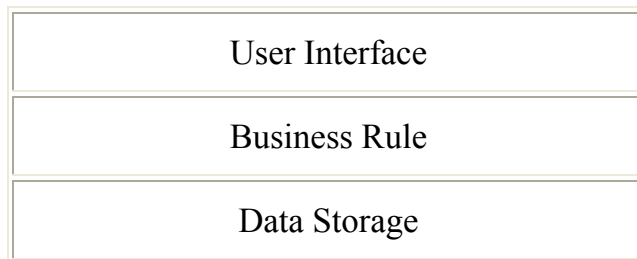 User Interface
Business Rule
Data Storage